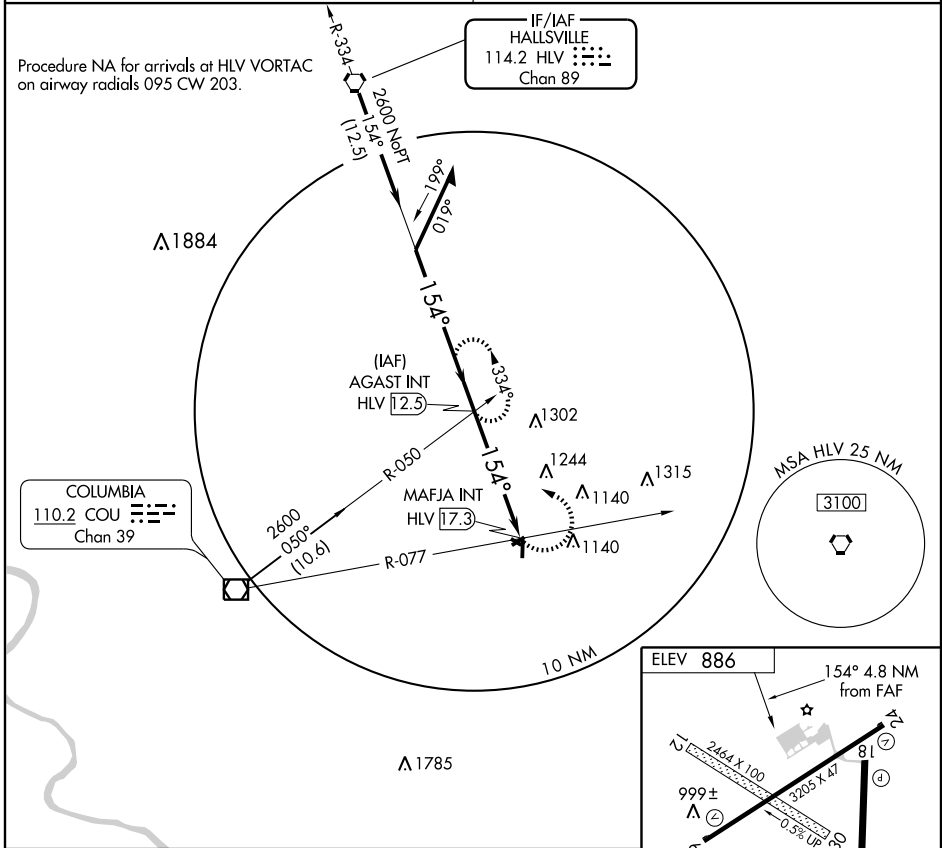 Procedure NA for arrivals at HLV VORTAC
on airway radials 095 CW 203.
R-334
IF/IAF
HALLSVILLE
114.2 HLV
Chan 89
2600 NoPT
154°
(12.5)
199°
019°
1884
154°
(IAF)
AGAST INT
HLV 12.5
334°
1302
R-050
154°
1244
1315
1140
MAFJA INT
HLV 17.3
1140
COLUMBIA
110.2 COU
Chan 39
2600
050°
(10.6)
R-077
MSA HLV 25 NM
3100
10 NM
1785
ELEV 886
154° 4.8 NM
from FAF
24
V
18
P
12
2464 X 100
3205 X 47
999±
V
0.5% UP
30